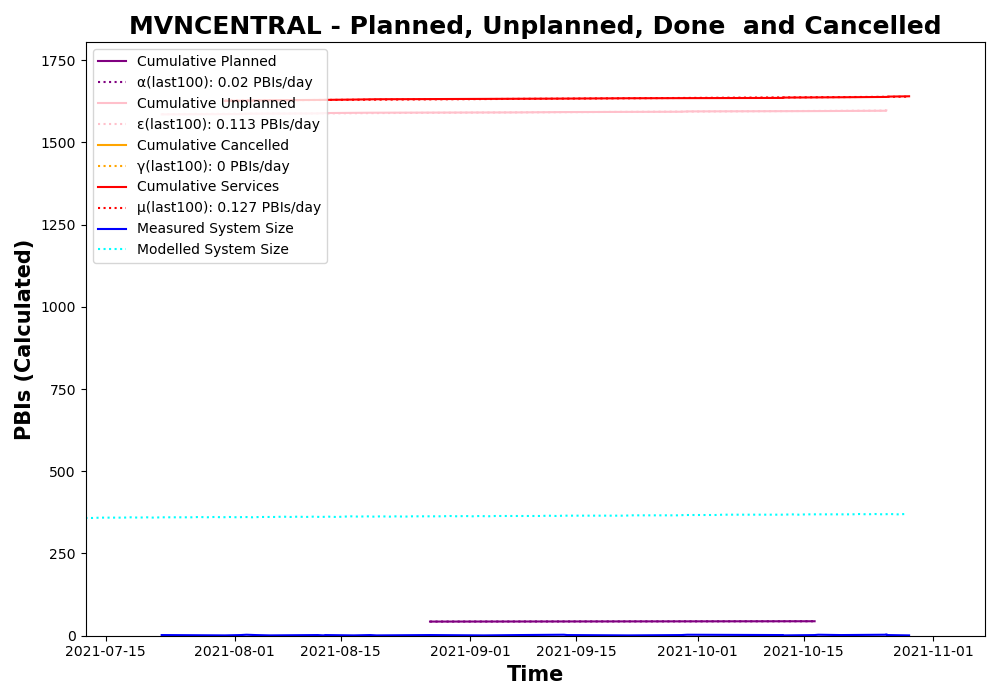 MVNCENTRAL - Planned, Unplanned, Done  and Cancelled
PBIs (Calculated)
1750
1500
1250
1000
750
500
250
0
Cumulative Planned
α(last100): 0.02 PBIs/day
Cumulative Unplanned
ε(last100): 0.113 PBIs/day
Cumulative Cancelled
γ(last100): 0 PBIs/day
Cumulative Services
μ(last100): 0.127 PBIs/day
Measured System Size
Modelled System Size
2021-07-15 2021-08-01 2021-08-15 2021-09-01 2021-09-15 2021-10-01 2021-10-15 2021-11-01
Time